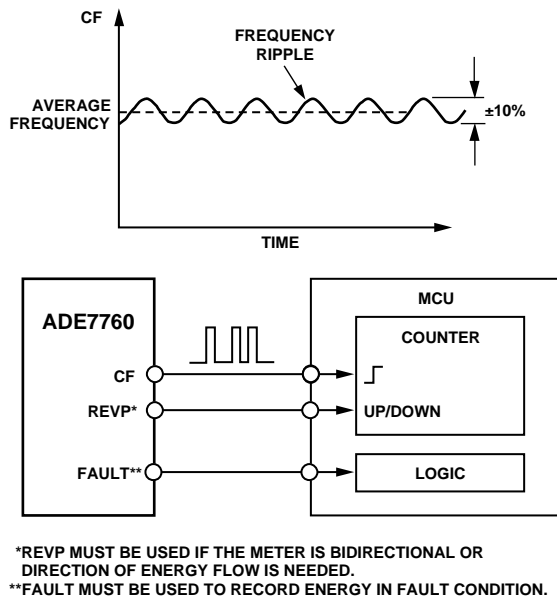 CF
FREQUENCY
RIPPLE
AVERAGE
FREQUENCY
±10%
TIME
ADE7760
MCU
COUNTER
CF
REVP*
UP/DOWN
FAULT**
LOGIC
*REVP MUST BE USED IF THE METER IS BIDIRECTIONAL OR
DIRECTION OF ENERGY FLOW IS NEEDED.
**FAULT MUST BE USED TO RECORD ENERGY IN FAULT CONDITION.